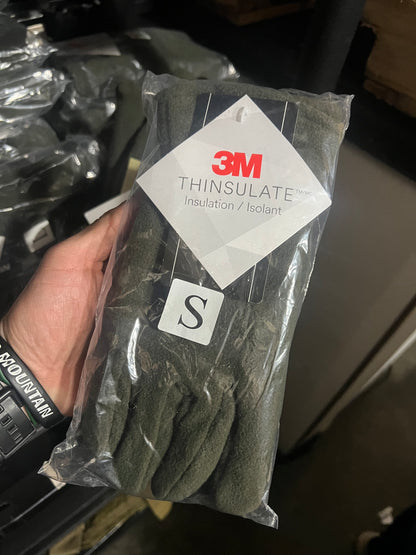 3M
THINSULATE™/MC
Insulation / Isolant
S
MOUNTAIN